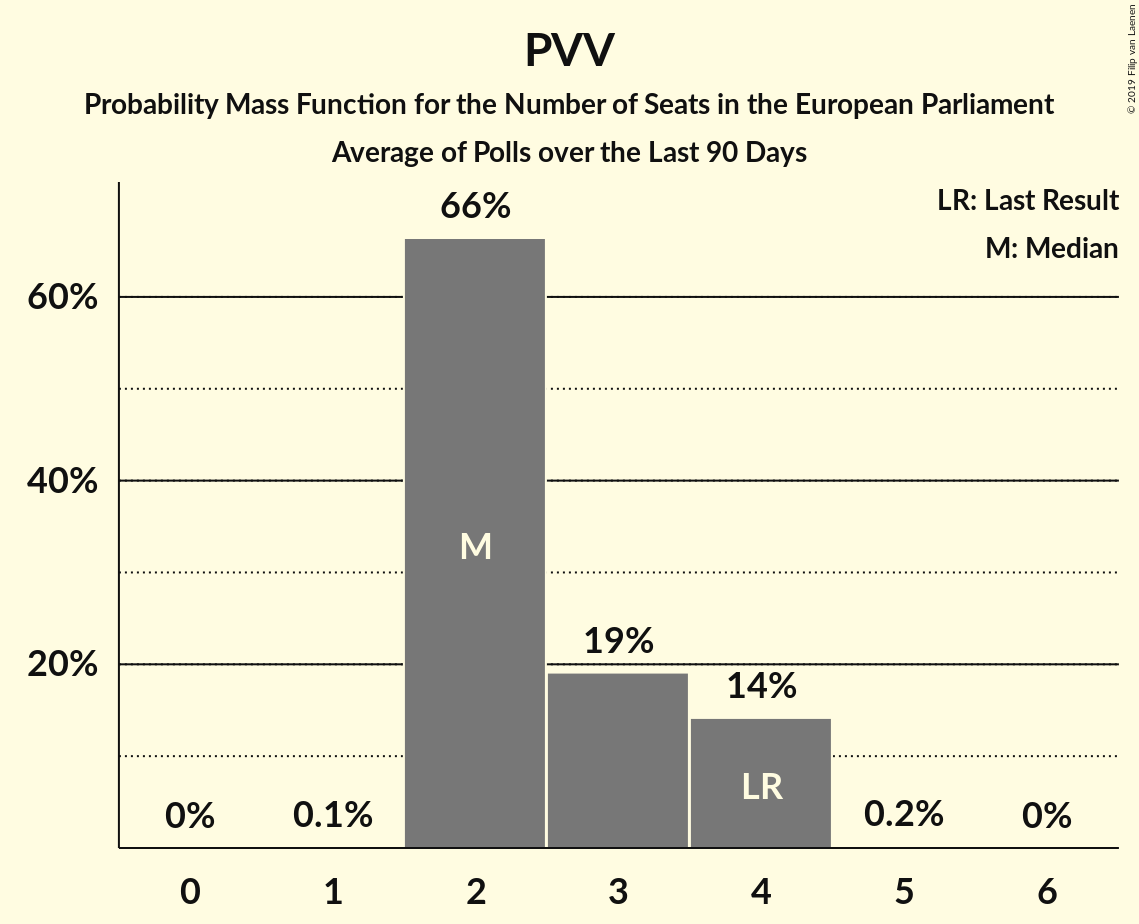 PVV
Probability Mass Function for the Number of Seats in the European Parliament
Average of Polls over the Last 90 Days
© 2019 Filip van Laenen
LR: Last Result
M: Median
66%
60%
40%
M
19%
20%
14%
LR
0%
0.1%
0.2%
0%
0 1 2 3 4 5 6